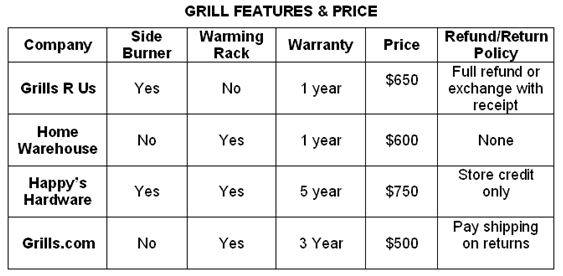 GRILL FEATURES & PRICE
Company Side Burner Warming Rack Warranty Price Refund/Return Policy
Grills R Us Yes No 1 year $650 Full refund or exchange with receipt
Home Warehouse No Yes 1 year $600 None
Happy's Hardware Yes Yes 5 year $750 Store credit only
Grills.com No Yes 3 Year $500 Pay shipping on returns